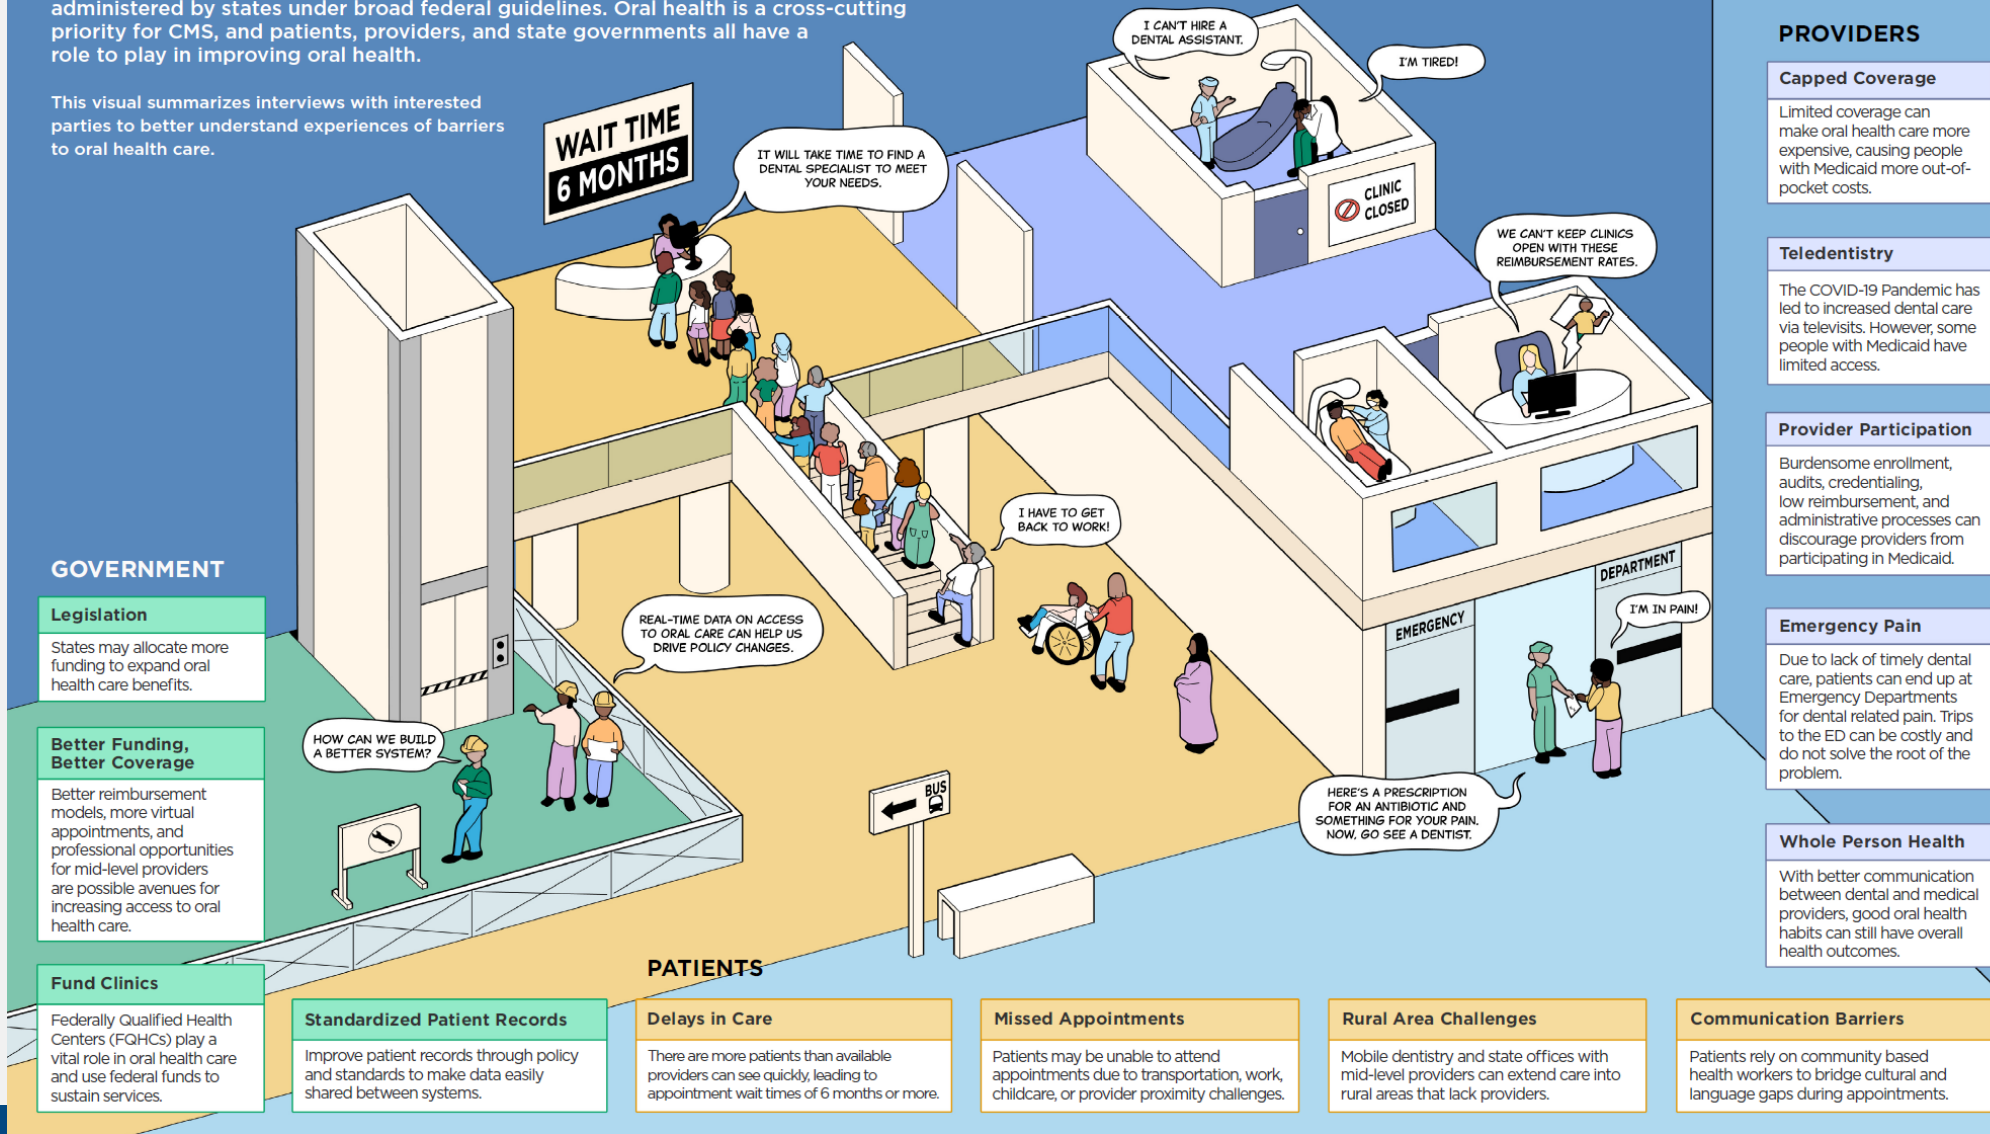 administered by states under broad federal guidelines. Oral health is a cross-cutting
priority for CMS, and patients, providers, and state governments all have a
role to play in improving oral health.
This visual summarizes interviews with interested
parties to better understand experiences of barriers
to oral health care.
WAIT TIME
6 MONTHS
IT WILL TAKE TIME TO FIND A
DENTAL SPECIALIST TO MEET
YOUR NEEDS.
I CAN'T HIRE A
DENTAL ASSISTANT.
I'M TIRED!
CLINIC
CLOSED
WE CAN'T KEEP CLINICS
OPEN WITH THESE
REIMBURSEMENT RATES.
I HAVE TO GET
BACK TO WORK!
REAL-TIME DATA ON ACCESS
TO ORAL CARE CAN HELP US
DRIVE POLICY CHANGES.
HOW CAN WE BUILD
A BETTER SYSTEM?
EMERGENCY
DEPARTMENT
I'M IN PAIN!
HERE'S A PRESCRIPTION
FOR AN ANTIBIOTIC AND
SOMETHING FOR YOUR PAIN.
NOW, GO SEE A DENTIST.
BUS
GOVERNMENT
Legislation
States may allocate more
funding to expand oral
health care benefits.
Better Funding,
Better Coverage
Better reimbursement
models, more virtual
appointments, and
professional opportunities
for mid-level providers
are possible avenues for
increasing access to oral
health care.
Fund Clinics
Federally Qualified Health
Centers (FQHCs) play a
vital role in oral health care
and use federal funds to
sustain services.
Standardized Patient Records
Improve patient records through policy
and standards to make data easily
shared between systems.
PATIENTS
Delays in Care
There are more patients than available
providers can see quickly, leading to
appointment wait times of 6 months or more.
Missed Appointments
Patients may be unable to attend
appointments due to transportation, work,
childcare, or provider proximity challenges.
Rural Area Challenges
Mobile dentistry and state offices with
mid-level providers can extend care into
rural areas that lack providers.
Communication Barriers
Patients rely on community based
health workers to bridge cultural and
language gaps during appointments.
PROVIDERS
Capped Coverage
Limited coverage can
make oral health care more
expensive, causing people
with Medicaid more out-of-
pocket costs.
Teledentistry
The COVID-19 Pandemic has
led to increased dental care
via televisits. However, some
people with Medicaid have
limited access.
Provider Participation
Burdensome enrollment,
audits, credentialing,
low reimbursement, and
administrative processes can
discourage providers from
participating in Medicaid.
Emergency Pain
Due to lack of timely dental
care, patients can end up at
Emergency Departments
for dental related pain. Trips
to the ED can be costly and
do not solve the root of the
problem.
Whole Person Health
With better communication
between dental and medical
providers, good oral health
habits can still have overall
health outcomes.